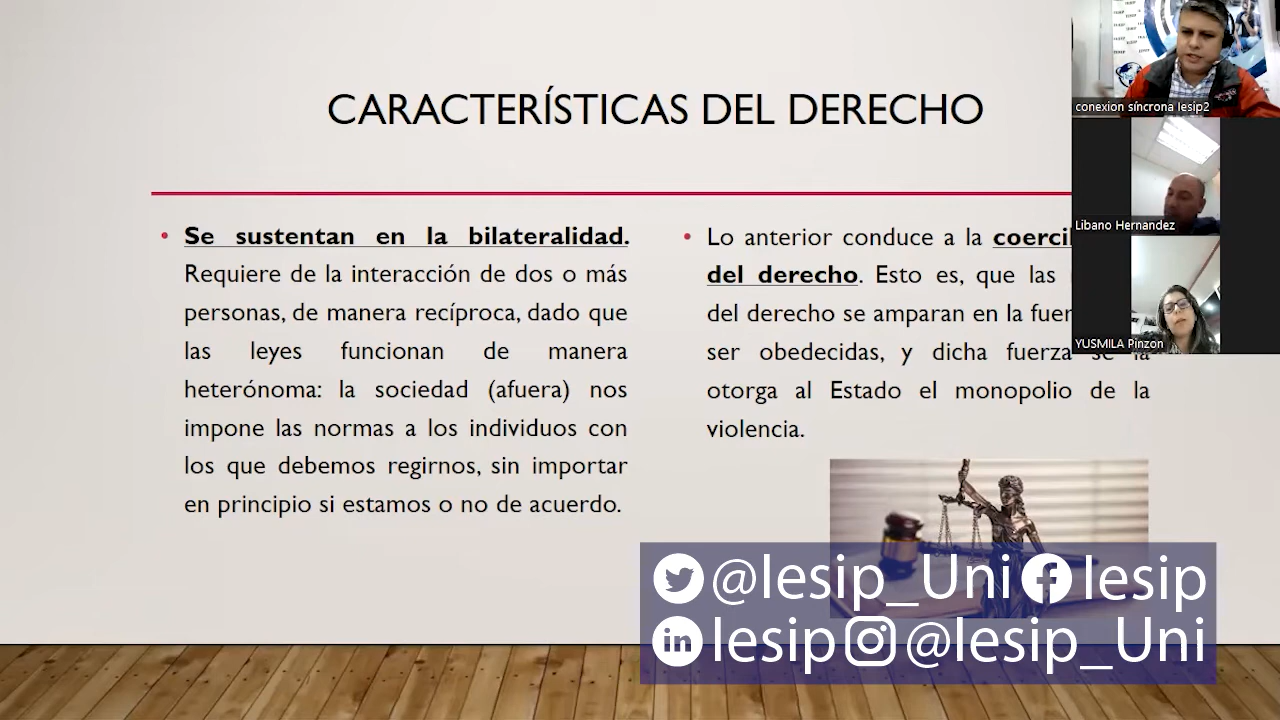 CARACTERÍSTICAS DEL DERECHO
• Se sustentan en la bilateralidad.
Requiere de la interacción de dos o más
personas, de manera recíproca, dado que
las leyes funcionan de manera
heterónoma: la sociedad (afuera) nos
impone las normas a los individuos con
los que debemos regirnos, sin importar
en principio si estamos o no de acuerdo.
• Lo anterior conduce a la
del derecho. Esto es, que las
del derecho se amparan en la
ser obedecidas, y dicha fuerza se la
otorga al Estado el monopolio de la
violencia.
conexion síncrona Iesip2
Libano Hernandez
YUSMILA Pinzon
@Iesip_Uni Iesip
Iesip @Iesip_Uni